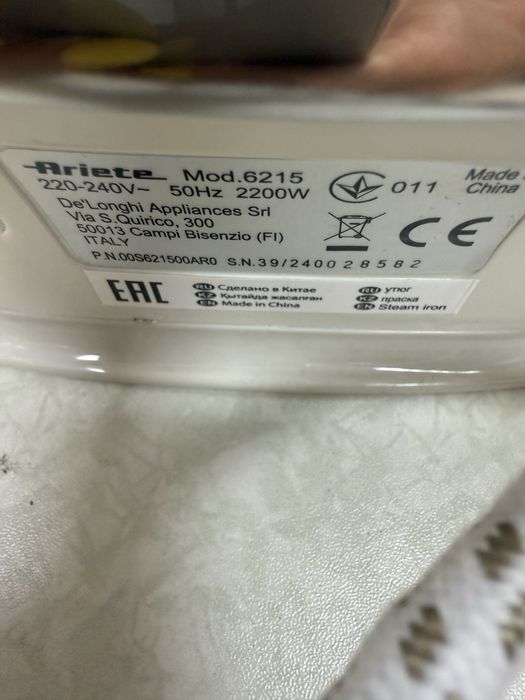 Ariete Mod.6215
220-240V~ 50Hz 2200W
De'Longhi Appliances Srl
Via S.Quirico, 300
50013 Campi Bisenzio (FI)
ITALY
P.N.00S621500AR0 S.N.39/240028582
011
Made
China
CE
EAC
RU Сделано в Китае
KZ Қытайда жасалған
EN Made in China
RU утюг
KZ праска
EN Steam iron